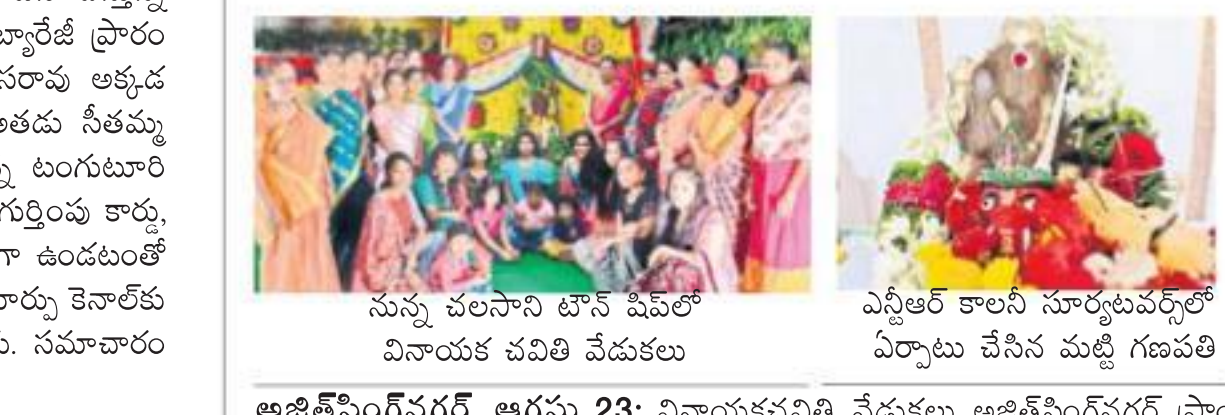 బ్యారేజీ ప్రారం
సరావు అక్కడ
అతడు సీతమ్మ
టంగుటూరి
గుర్తింపు కార్డు,
గా ఉండటంతో
కెనాల్‌కు
సమాచారం
నున్న చలసాని టౌన్ షిప్‌లో
వినాయక చవితి వేడుకలు
ఎన్టీఆర్ కాలనీ సూర్యటవర్స్‌లో
ఏర్పాటు చేసిన మట్టి గణపతి
అజిత్‌సింగ్‌నగర్, ఆగస్టు 23: వినాయకచవితి వేడుకలు అజిత్‌సింగ్‌నగర్ ప్రాం